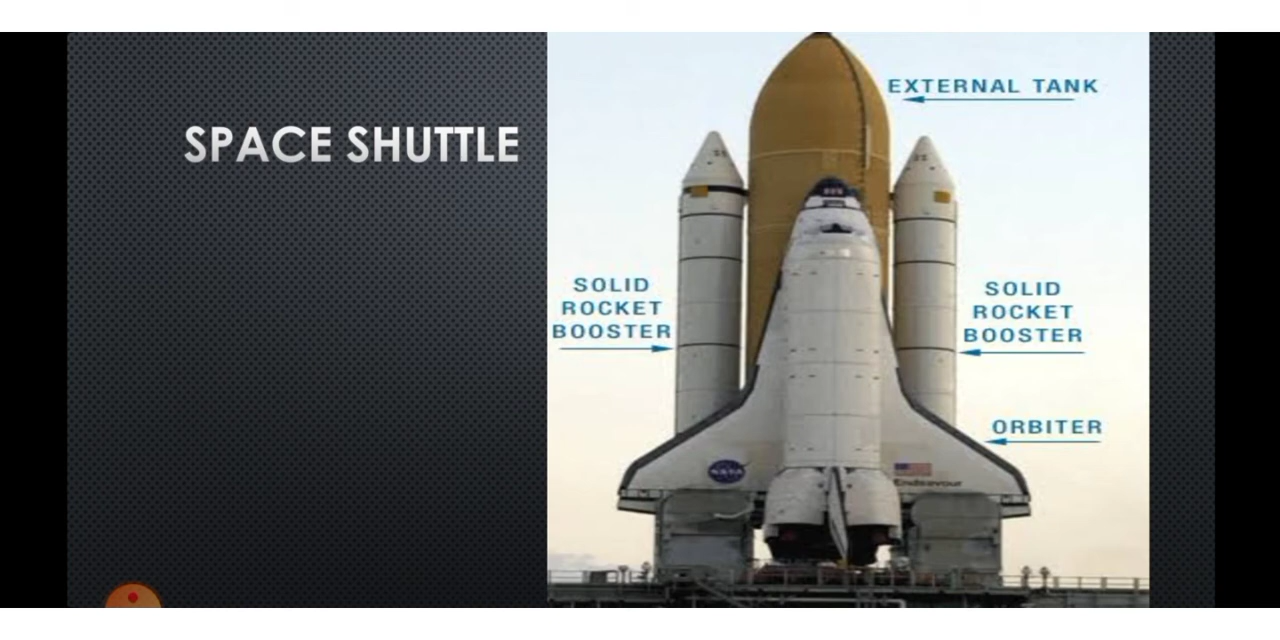 SPACE SHUTTLE
EXTERNAL TANK
SOLID
ROCKET
BOOSTER
SOLID
ROCKET
BOOSTER
ORBITER
NASA
Endeavour